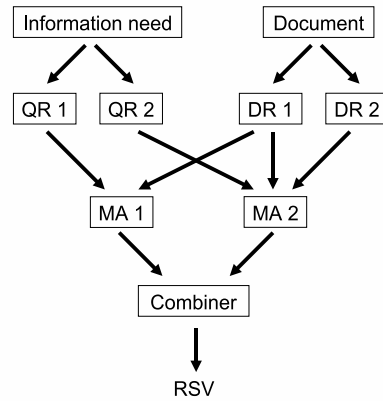 Information need Document
QR 1 QR 2 DR 1 DR 2
MA 1 MA 2
Combiner
RSV